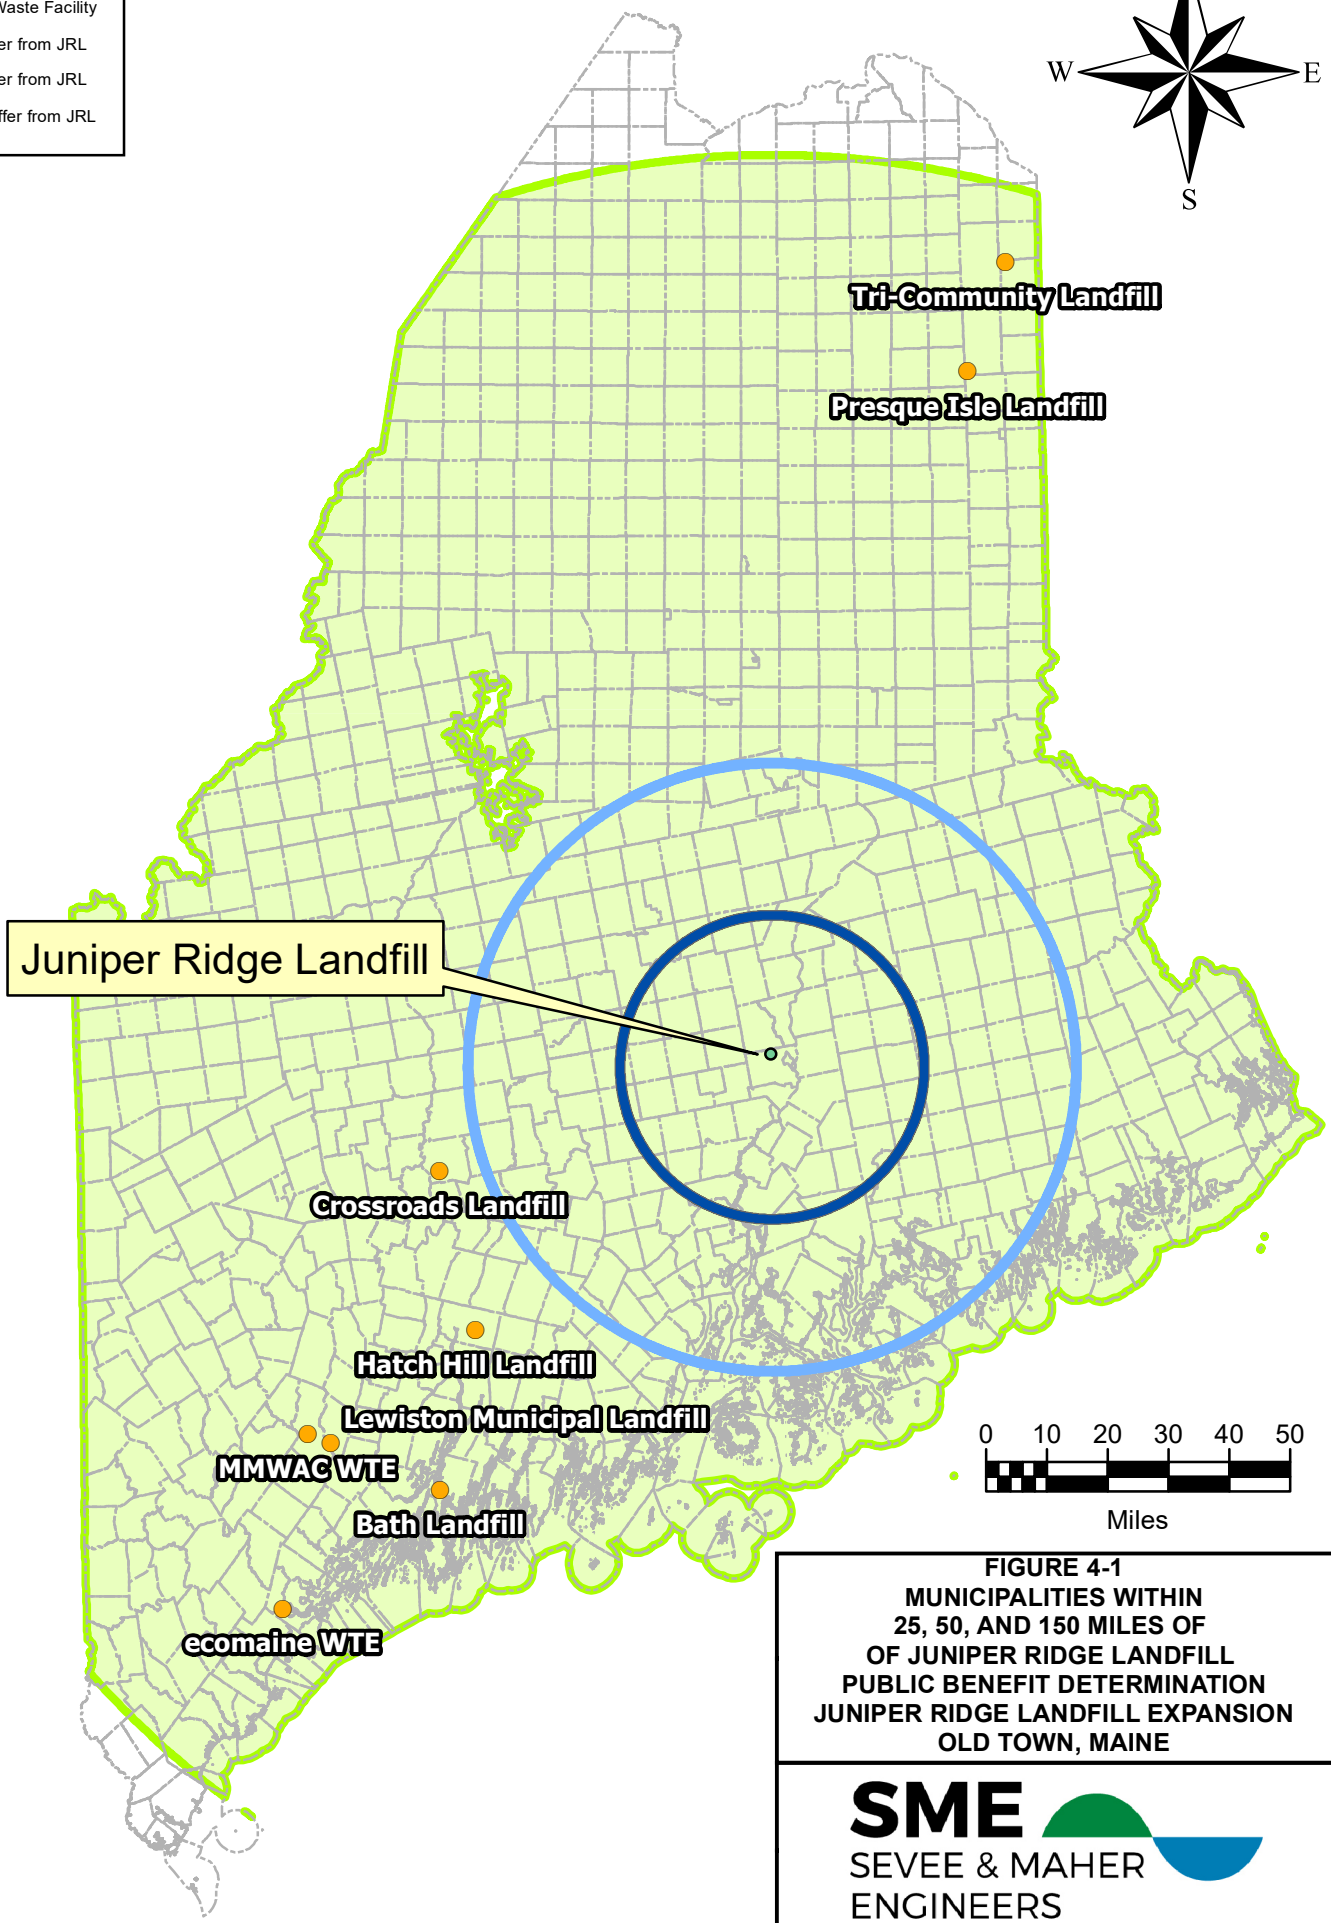 Waste Facility
er from JRL
er from JRL
ffer from JRL
W
E
S
Tri-Community Landfill
Presque Isle Landfill
Juniper Ridge Landfill
Crossroads Landfill
Hatch Hill Landfill
Lewiston Municipal Landfill
MMWAC WTE
Bath Landfill
ecomaine WTE
0 10 20 30 40 50
Miles
FIGURE 4-1
MUNICIPALITIES WITHIN
25, 50, AND 150 MILES OF
OF JUNIPER RIDGE LANDFILL
PUBLIC BENEFIT DETERMINATION
JUNIPER RIDGE LANDFILL EXPANSION
OLD TOWN, MAINE
SME
SEVEE & MAHER
ENGINEERS